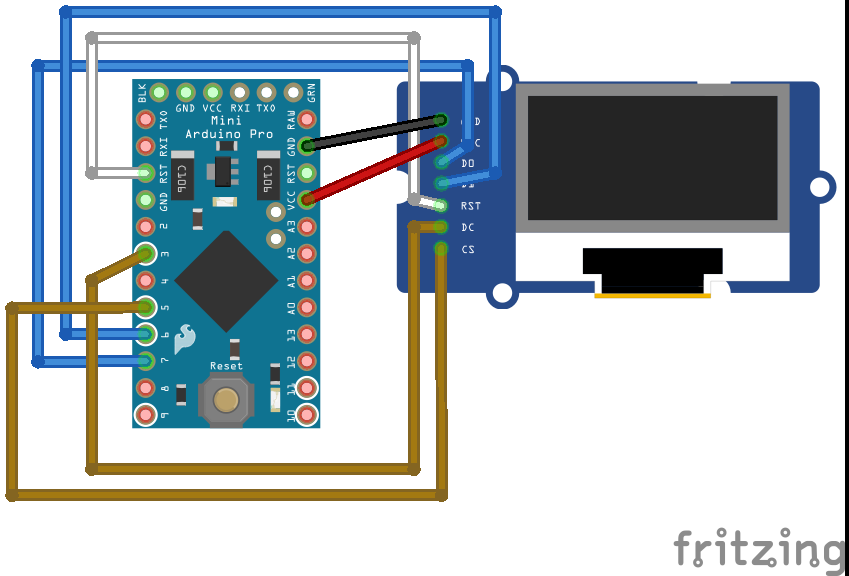 BLK
GND VCC RXI TXO
GRN
Mini
Arduino Pro
TXO
RXI
RST
GND
2
3
4
5
6
7
8
9
RAW
GND
RST
VCC
A3
A2
A1
A0
13
12
11
10
C7DP
C7DP
Reset
D0
RST
DC
CS
fritzing